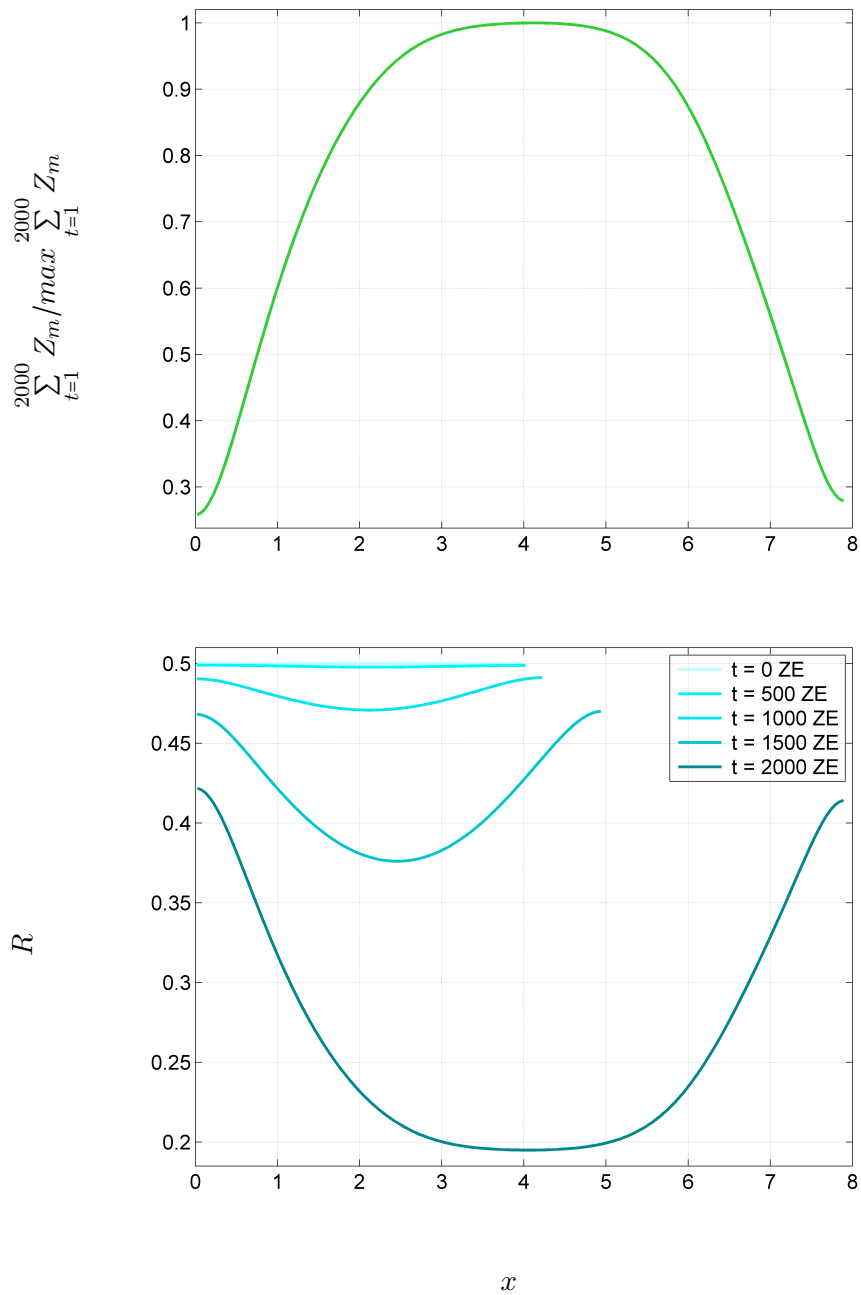 1
0.9
0.8
0.7
0.6
0.5
0.4
0.3
0 1 2 3 4 5 6 7 8
2000 ∑ t=1 Z_m/max 2000 ∑ t=1 Z_m
0.5
0.45
0.4
0.35
0.3
0.25
0.2
0 1 2 3 4 5 6 7 8
t = 0 ZE
t = 500 ZE
t = 1000 ZE
t = 1500 ZE
t = 2000 ZE
R
x